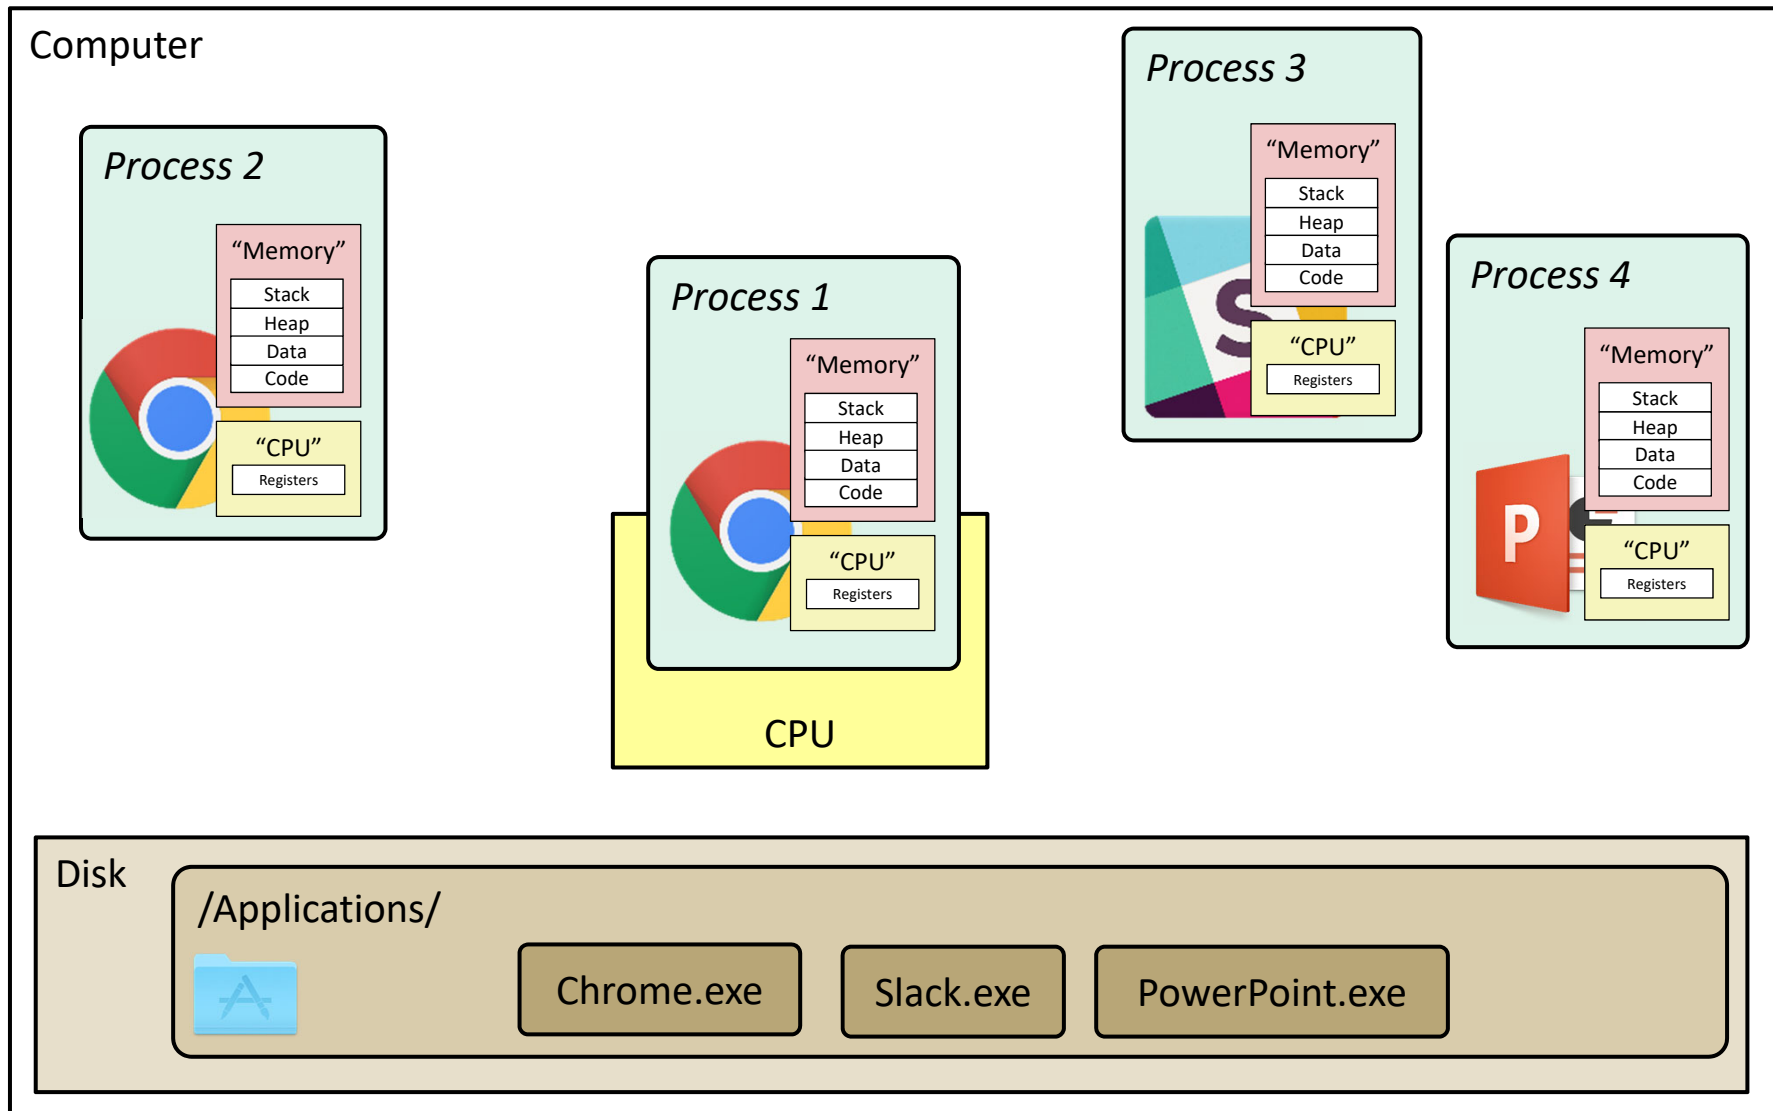 Computer
Process 2
“Memory”
Stack
Heap
Data
Code
“CPU”
Registers
Process 1
“Memory”
Stack
Heap
Data
Code
“CPU”
Registers
CPU
Process 3
“Memory”
Stack
Heap
Data
Code
“CPU”
Registers
S
Process 4
“Memory”
Stack
Heap
Data
Code
“CPU”
Registers
P
Disk
/Applications/
Chrome.exe
Slack.exe
PowerPoint.exe